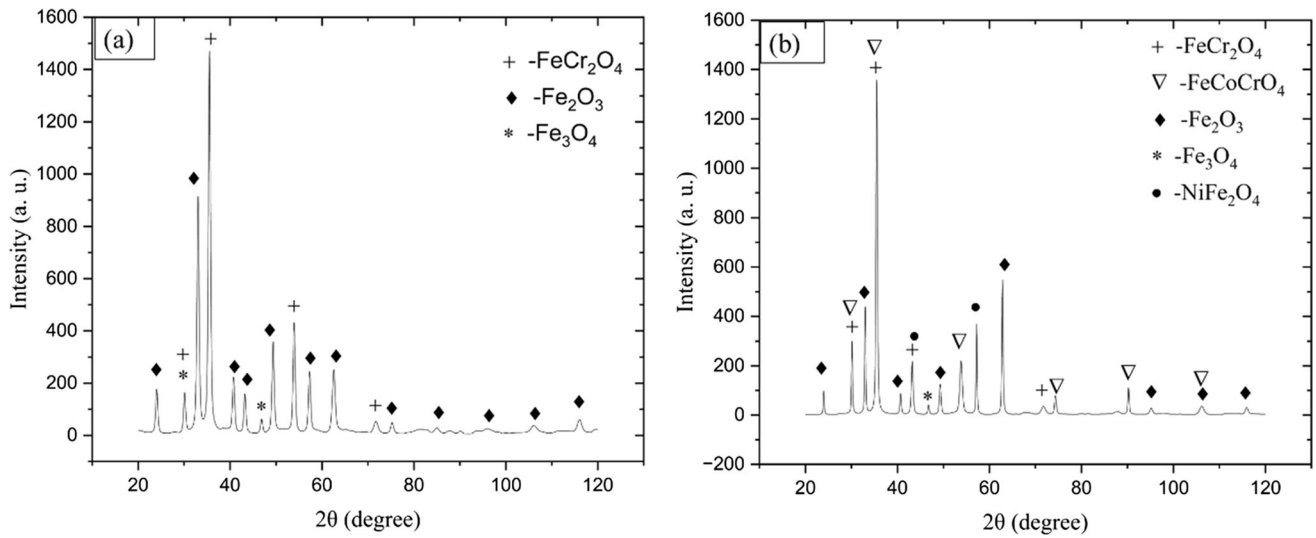 (a)
+ -FeCr₂O₄
♦ -Fe₂O₃
* -Fe₃O₄
Intensity (a. u.)
1600
1400
1200
1000
800
600
400
200
0
20 40 60 80 100 120
2θ (degree)
(b)
+ -FeCr₂O₄
▽ -FeCoCrO₄
♦ -Fe₂O₃
* -Fe₃O₄
● -NiFe₂O₄
Intensity (a. u.)
1600
1400
1200
1000
800
600
400
200
0
−200
20 40 60 80 100 120
2θ (degree)